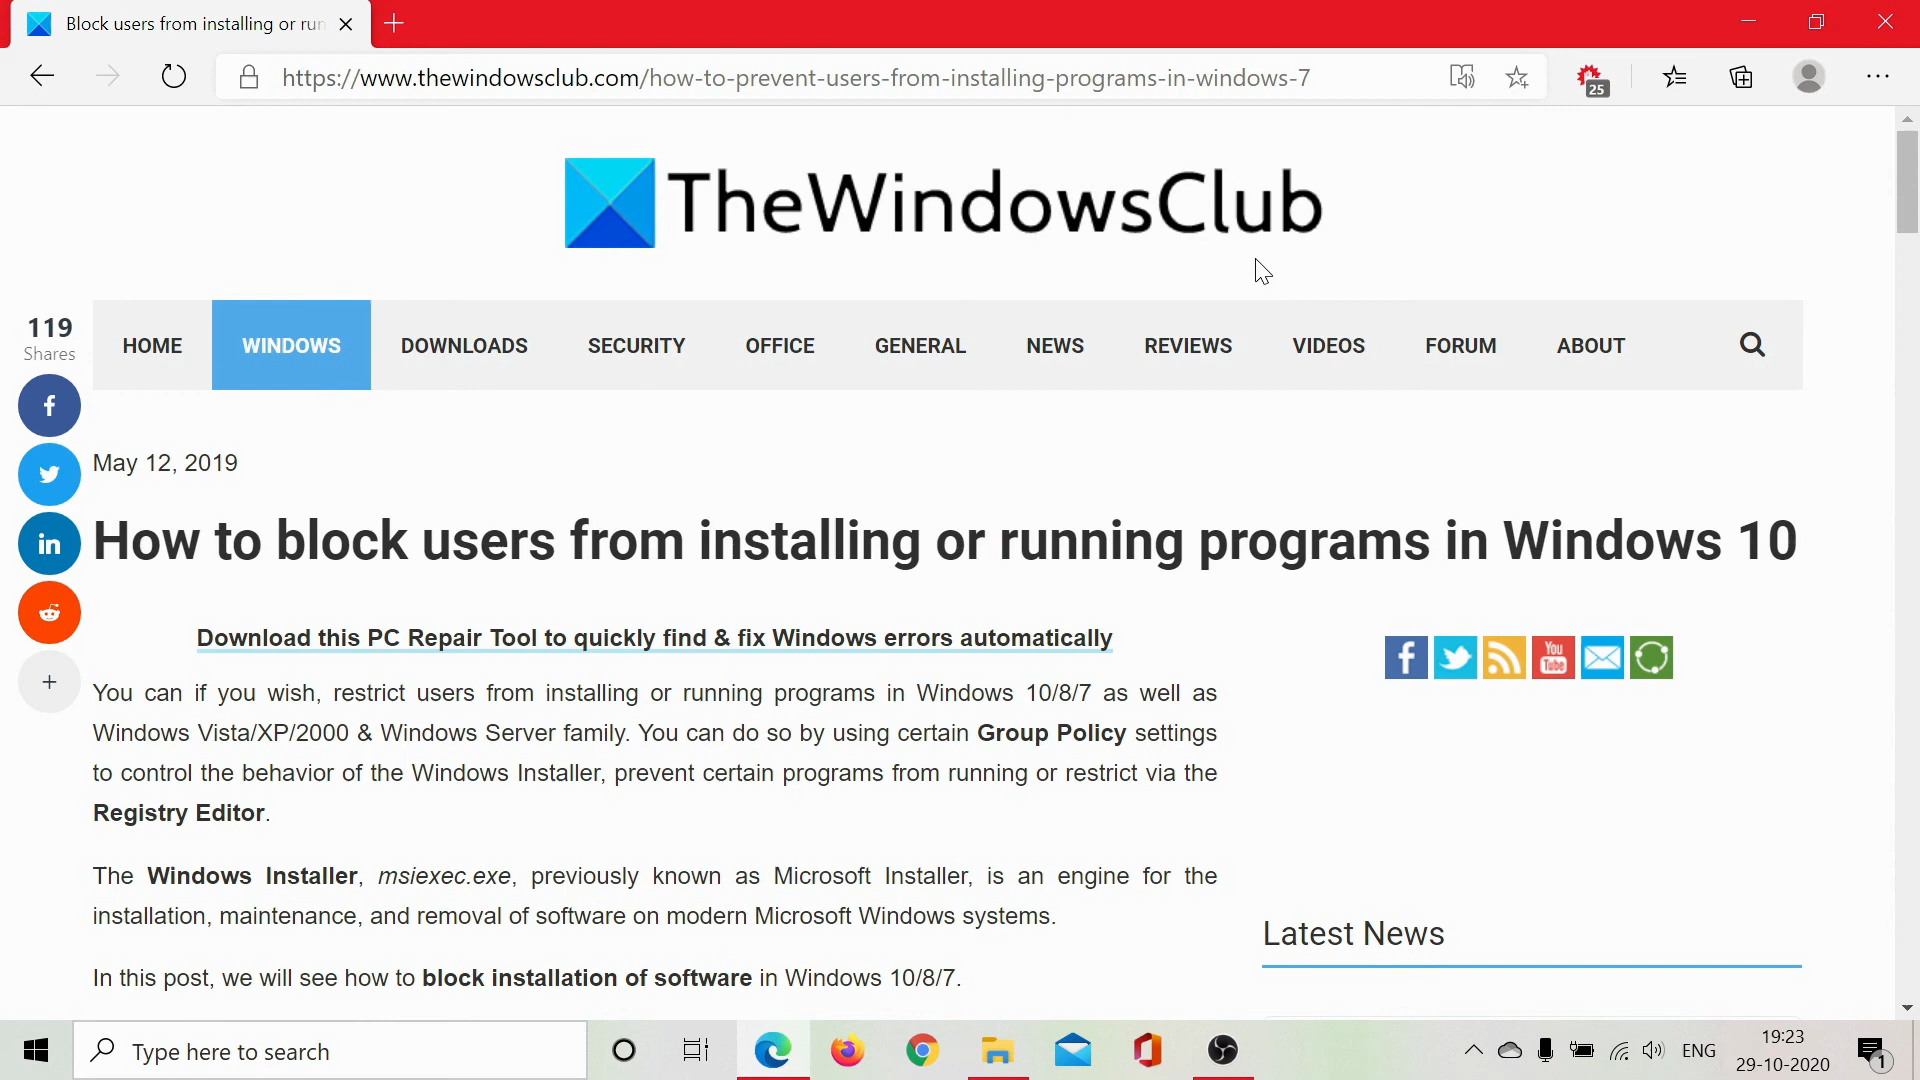 Block users from installing or run
https://www.thewindowsclub.com/how-to-prevent-users-from-installing-programs-in-windows-7
25
TheWindowsClub
119
Shares
HOME WINDOWS DOWNLOADS SECURITY OFFICE GENERAL NEWS REVIEWS VIDEOS FORUM ABOUT
May 12, 2019
How to block users from installing or running programs in Windows 10
Download this PC Repair Tool to quickly find & fix Windows errors automatically
You can if you wish, restrict users from installing or running programs in Windows 10/8/7 as well as
Windows Vista/XP/2000 & Windows Server family. You can do so by using certain Group Policy settings
to control the behavior of the Windows Installer, prevent certain programs from running or restrict via the
Registry Editor.
The Windows Installer, msiexec.exe, previously known as Microsoft Installer, is an engine for the
installation, maintenance, and removal of software on modern Microsoft Windows systems.
In this post, we will see how to block installation of software in Windows 10/8/7.
You
Tube
Latest News
Type here to search
ENG
19:23
29-10-2020
1